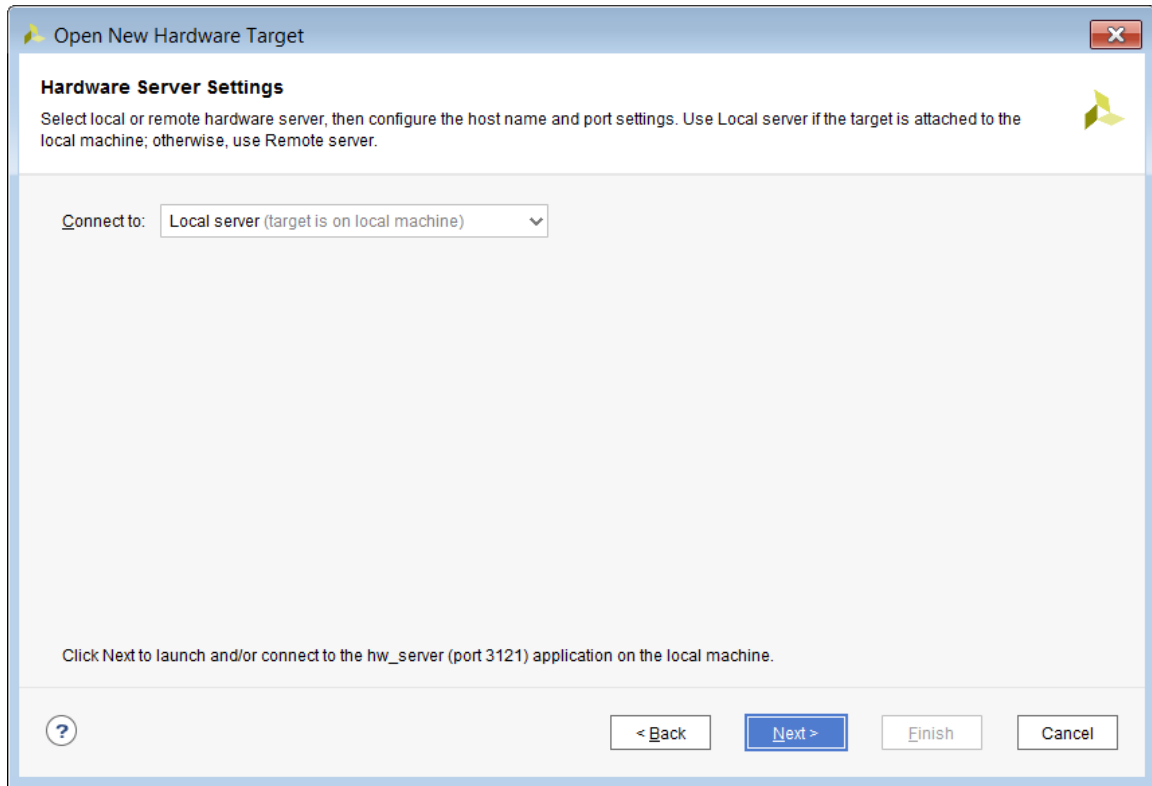 Open New Hardware Target
Hardware Server Settings
Select local or remote hardware server, then configure the host name and port settings. Use Local server if the target is attached to the
local machine; otherwise, use Remote server.
Connect to: Local server (target is on local machine)
Click Next to launch and/or connect to the hw_server (port 3121) application on the local machine.
? < Back Next > Finish Cancel